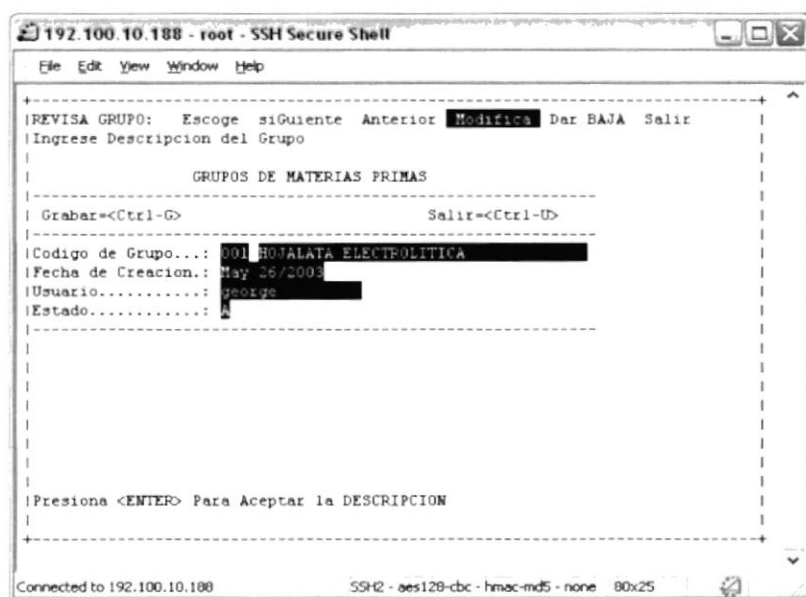 192.100.10.188 - root - SSH Secure Shell
File Edit View Window Help
REVISA GRUPO: Escoge siGuiente Anterior Modifica Dar BAJA Salir
Ingrese Descripcion del Grupo
GRUPOS DE MATERIAS PRIMAS
Grabar=<Ctrl-G> Salir=<Ctrl-U>
Codigo de Grupo...: 001 HOJALATA ELECTROLITICA
Fecha de Creacion.: May 26/2003
Usuario...........: george
Estado............: A
Presiona <ENTER> Para Aceptar la DESCRIPCION
Connected to 192.100.10.188 SSH2 - aes128-cbc - hmac-md5 - none 80x25